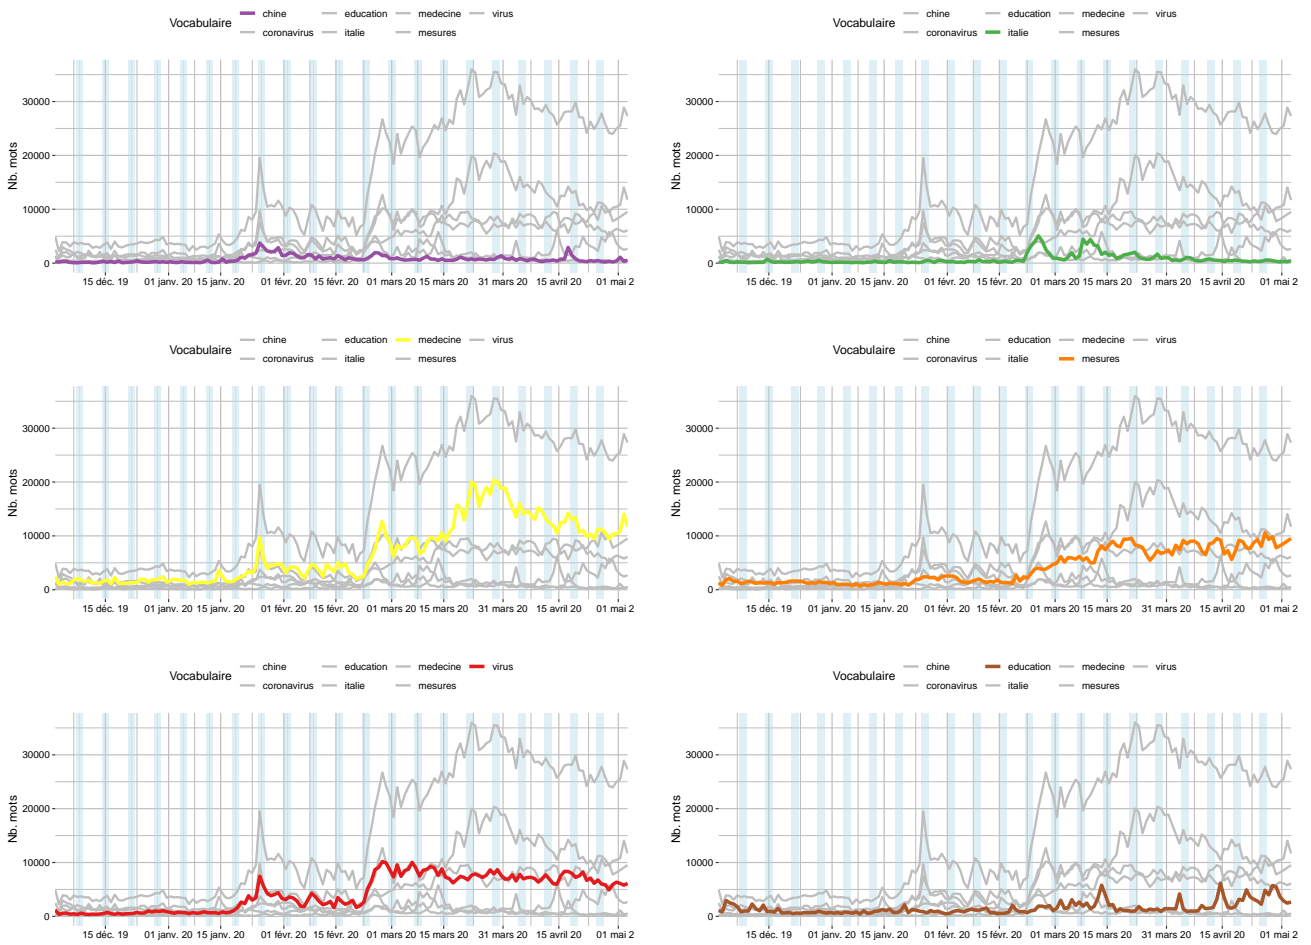 Vocabulaire
chine education medecine virus
coronavirus italie mesures
Nb. mots
30000
20000
10000
0
15 déc. 19 01 janv. 20 15 janv. 20 01 févr. 20 15 févr. 20 01 mars 20 15 mars 20 31 mars 20 15 avril 20 01 mai 2
Vocabulaire
chine education medecine virus
coronavirus italie mesures
Nb. mots
30000
20000
10000
0
15 déc. 19 01 janv. 20 15 janv. 20 01 févr. 20 15 févr. 20 01 mars 20 15 mars 20 31 mars 20 15 avril 20 01 mai 2
Vocabulaire
chine education medecine virus
coronavirus italie mesures
Nb. mots
30000
20000
10000
0
15 déc. 19 01 janv. 20 15 janv. 20 01 févr. 20 15 févr. 20 01 mars 20 15 mars 20 31 mars 20 15 avril 20 01 mai 2
Vocabulaire
chine education medecine virus
coronavirus italie mesures
Nb. mots
30000
20000
10000
0
15 déc. 19 01 janv. 20 15 janv. 20 01 févr. 20 15 févr. 20 01 mars 20 15 mars 20 31 mars 20 15 avril 20 01 mai 2
Vocabulaire
chine education medecine virus
coronavirus italie mesures
Nb. mots
30000
20000
10000
0
15 déc. 19 01 janv. 20 15 janv. 20 01 févr. 20 15 févr. 20 01 mars 20 15 mars 20 31 mars 20 15 avril 20 01 mai 2
Vocabulaire
chine education medecine virus
coronavirus italie mesures
Nb. mots
30000
20000
10000
0
15 déc. 19 01 janv. 20 15 janv. 20 01 févr. 20 15 févr. 20 01 mars 20 15 mars 20 31 mars 20 15 avril 20 01 mai 2